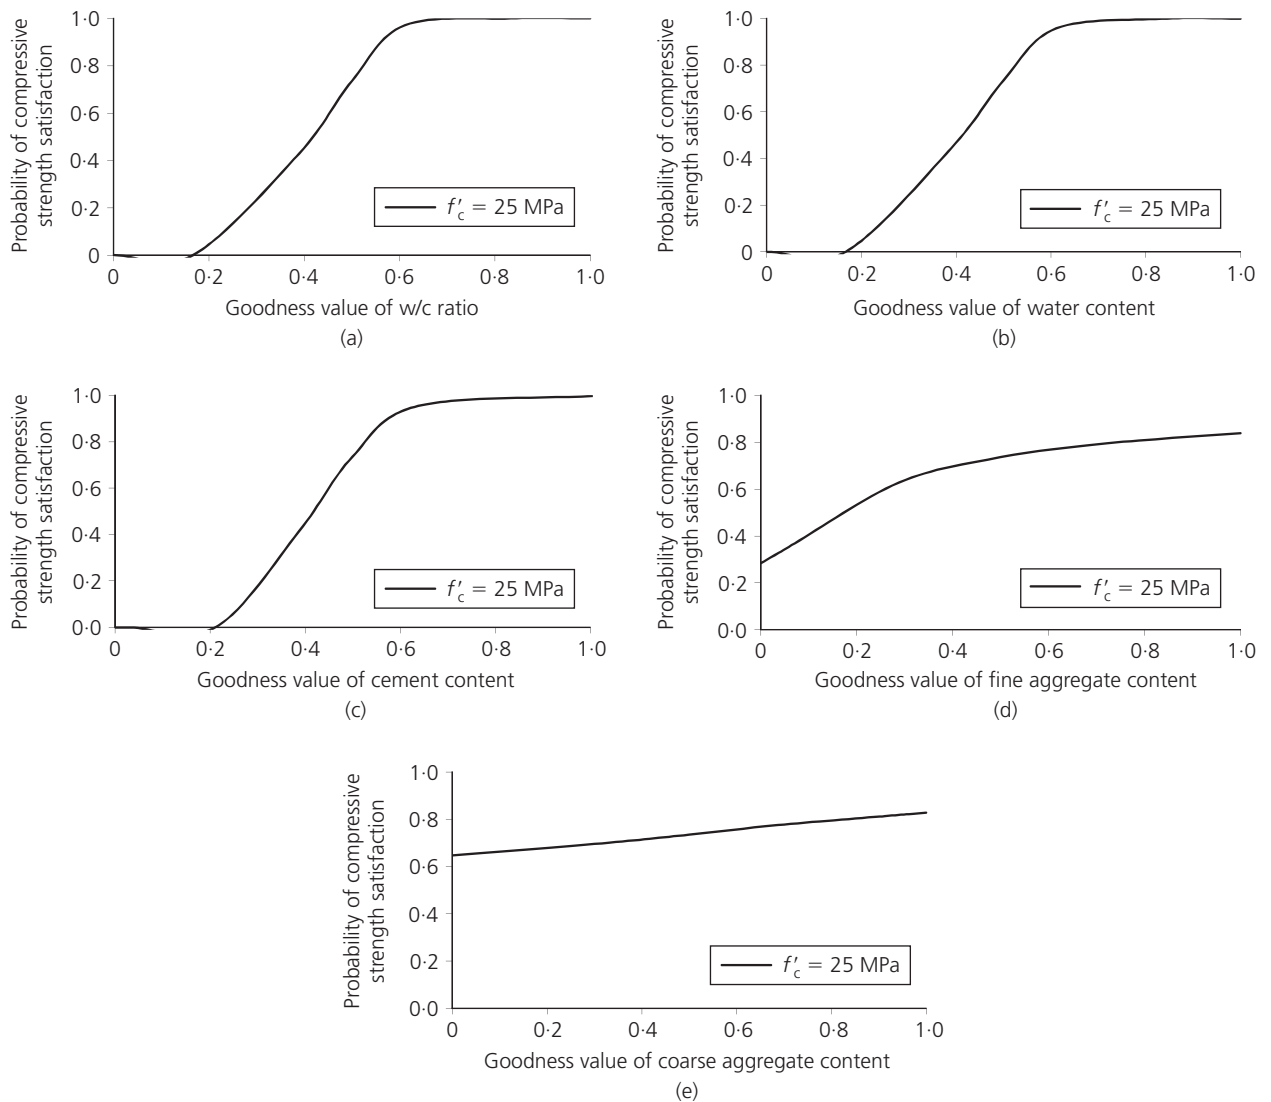 Probability of compressive
strength satisfaction
1·0
0·8
0·6
0·4
0·2
0
0 0·2 0·4 0·6 0·8 1·0
f′c = 25 MPa
Goodness value of w/c ratio
(a)
Probability of compressive
strength satisfaction
1·0
0·8
0·6
0·4
0·2
0
0 0·2 0·4 0·6 0·8 1·0
f′c = 25 MPa
Goodness value of water content
(b)
Probability of compressive
strength satisfaction
1·0
0·8
0·6
0·4
0·2
0·0
0 0·2 0·4 0·6 0·8 1·0
f′c = 25 MPa
Goodness value of cement content
(c)
Probability of compressive
strength satisfaction
1·0
0·8
0·6
0·4
0·2
0·0
0 0·2 0·4 0·6 0·8 1·0
f′c = 25 MPa
Goodness value of fine aggregate content
(d)
Probability of compressive
strength satisfaction
1·0
0·8
0·6
0·4
0·2
0·0
0 0·2 0·4 0·6 0·8 1·0
f′c = 25 MPa
Goodness value of coarse aggregate content
(e)